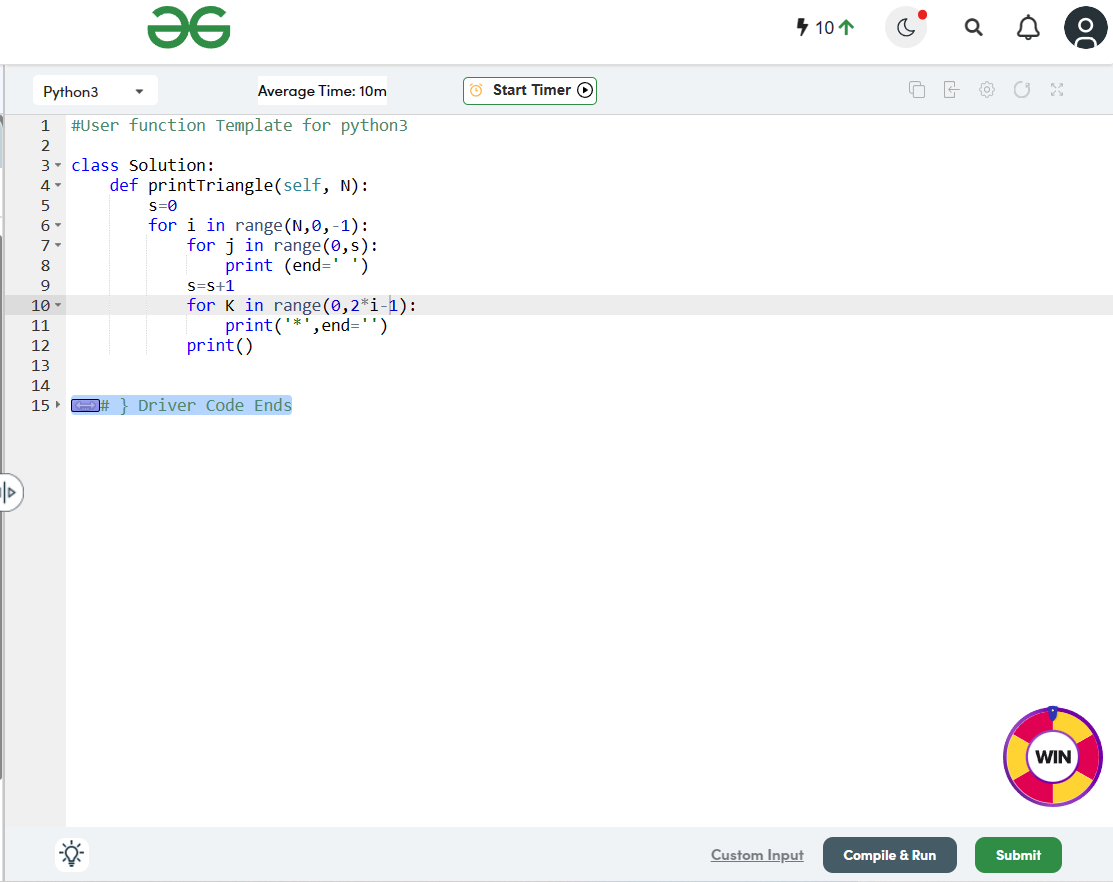 10
Python3
Average Time: 10m
Start Timer
1 #User function Template for python3
2
3 class Solution:
4     def printTriangle(self, N):
5         s=0
6         for i in range(N,0,-1):
7             for j in range(0,s):
8                 print (end=' ')
9             s=s+1
10             for K in range(0,2*i-1):
11                 print('*',end='')
12             print()
13
14
15 # } Driver Code Ends
WIN
Custom Input
Compile & Run
Submit